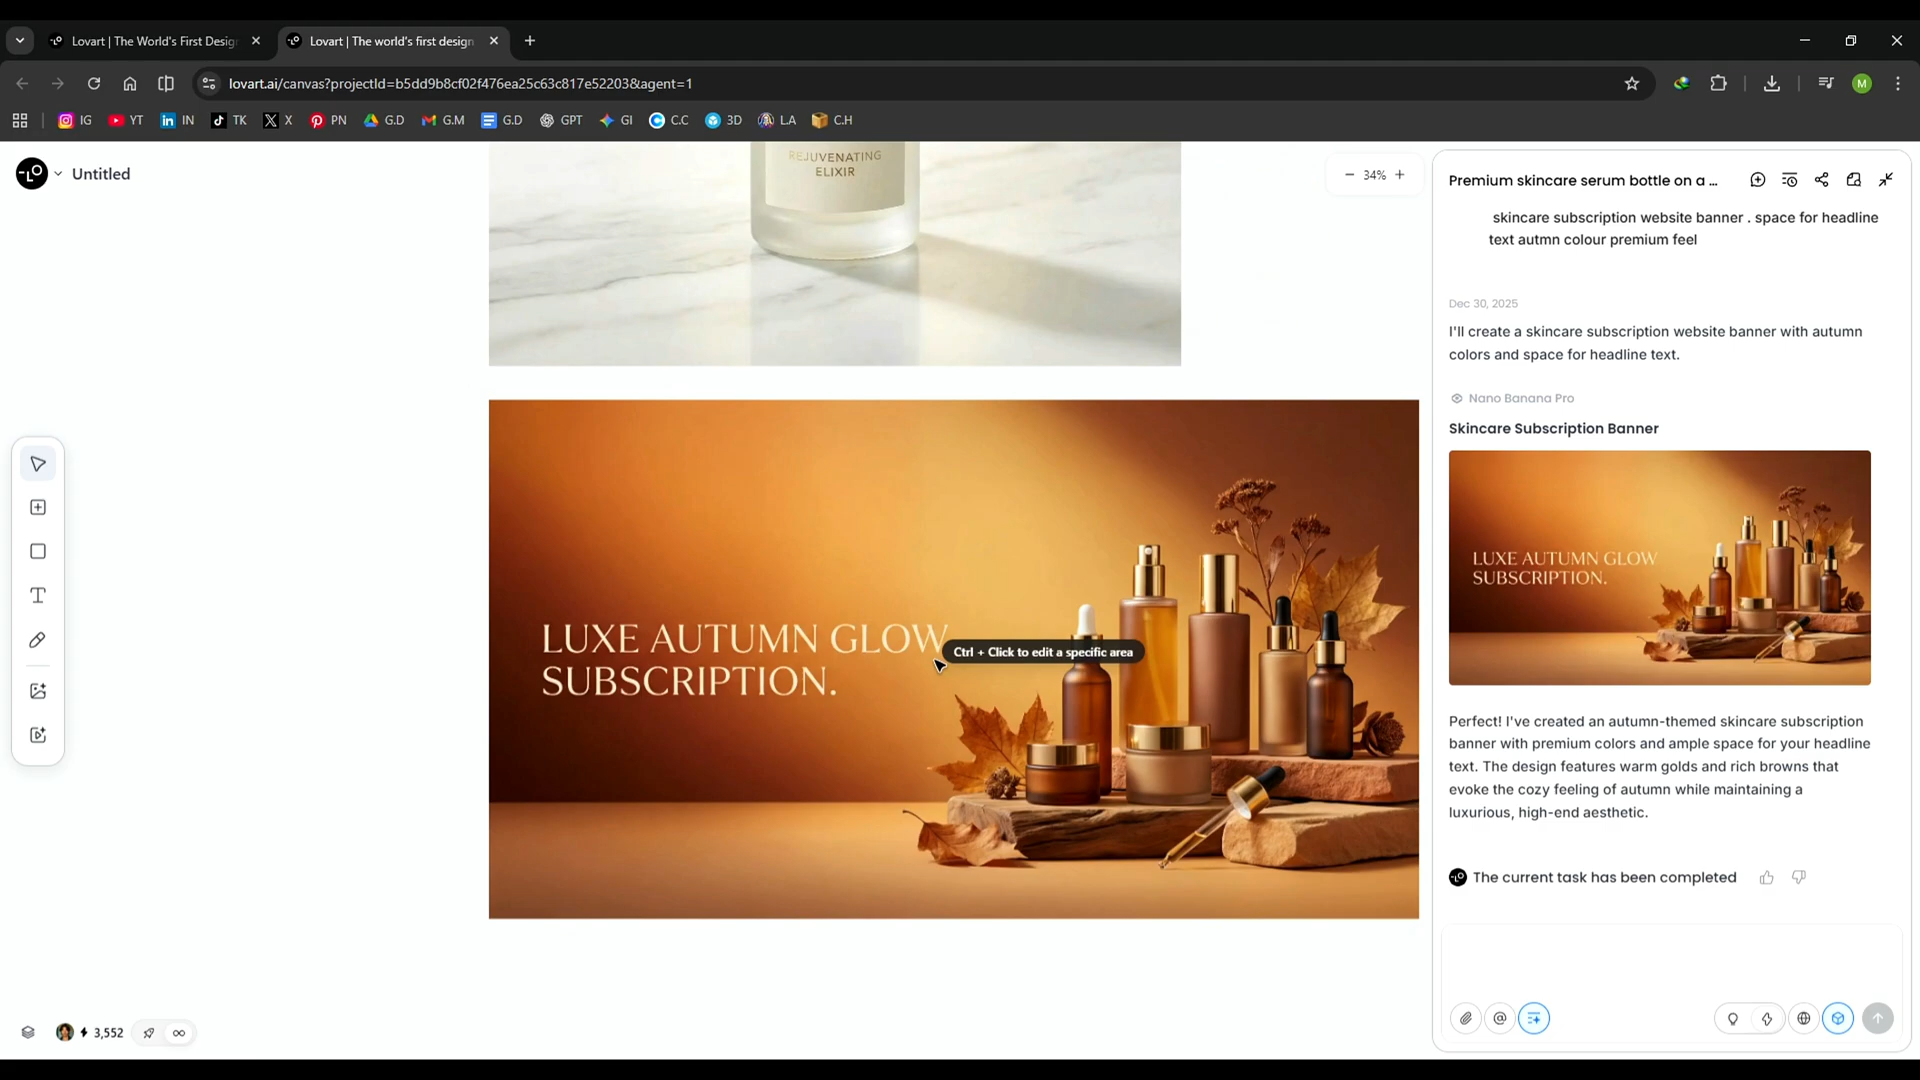 Lovart | The World's First Desig
Lovart | The world's first design
lovart.ai/canvas?projectId=b5dd9b8cf02f476ea25c63c817e52203&agent=1
M
IG
YT
IN
TK
X
PN
G.D
G.M
G.D
GPT
GI
C.C
3D
L.A
C.H
Untitled
REJUVENATING
ELIXIR
34%
LUXE AUTUMN GLOW
SUBSCRIPTION.
Ctrl + Click to edit a specific area
3,552
Premium skincare serum bottle on a ...
skincare subscription website banner . space for headline
text autmn colour premium feel
Dec 30, 2025
I'll create a skincare subscription website banner with autumn
colors and space for headline text.
Nano Banana Pro
Skincare Subscription Banner
LUXE AUTUMN GLOW
SUBSCRIPTION.
Perfect! I've created an autumn-themed skincare subscription
banner with premium colors and ample space for your headline
text. The design features warm golds and rich browns that
evoke the cozy feeling of autumn while maintaining a
luxurious, high-end aesthetic.
The current task has been completed